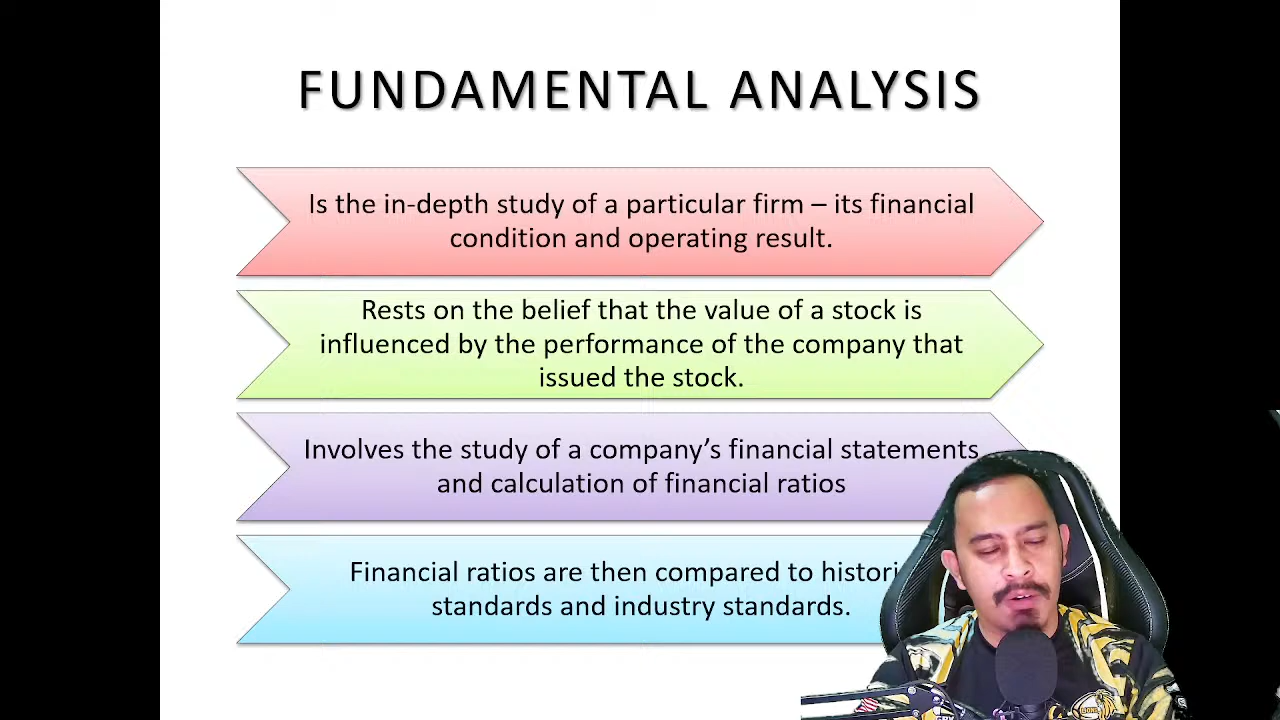 FUNDAMENTAL ANALYSIS
Is the in-depth study of a particular firm – its financial
condition and operating result.
Rests on the belief that the value of a stock is
influenced by the performance of the company that
issued the stock.
Involves the study of a company’s financial statements
and calculation of financial ratios
Financial ratios are then compared to
standards and industry standards.